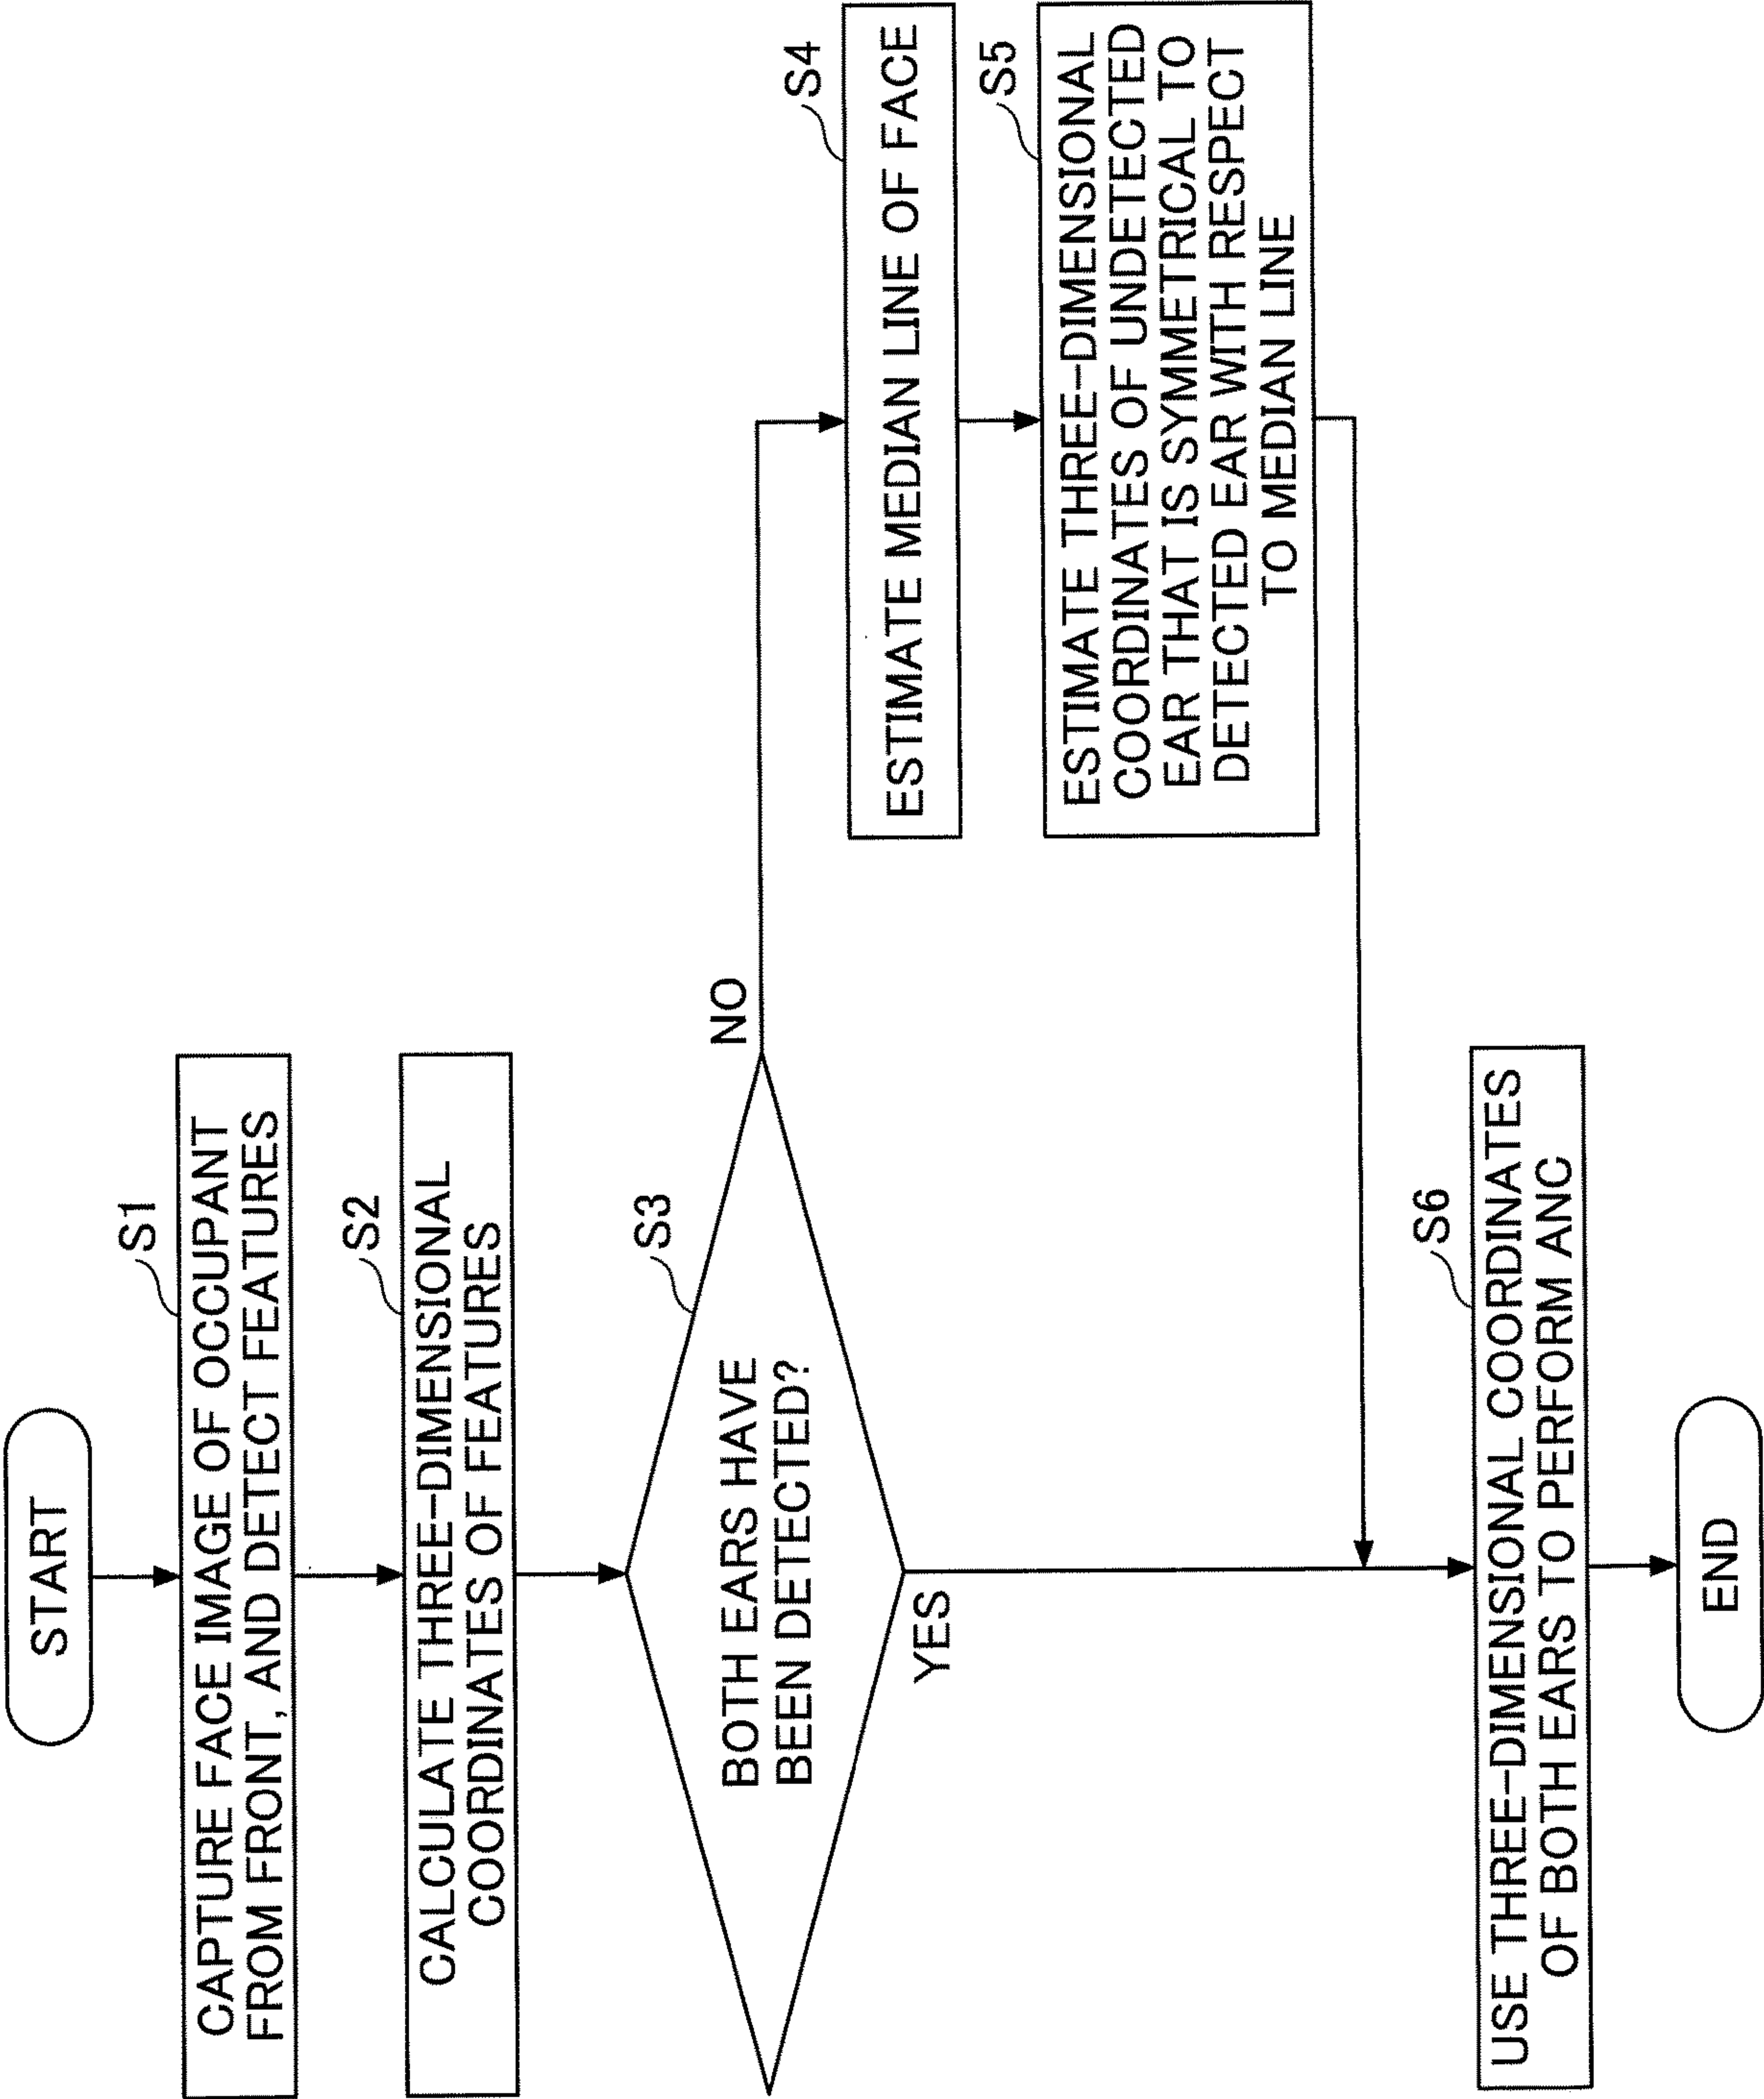 START
S1
CAPTURE FACE IMAGE OF OCCUPANT
FROM FRONT, AND DETECT FEATURES
S2
CALCULATE THREE-DIMENSIONAL
COORDINATES OF FEATURES
S3
BOTH EARS HAVE
BEEN DETECTED?
NO
YES
S4
ESTIMATE MEDIAN LINE OF FACE
S5
ESTIMATE THREE-DIMENSIONAL
COORDINATES OF UNDETECTED
EAR THAT IS SYMMETRICAL TO
DETECTED EAR WITH RESPECT
TO MEDIAN LINE
S6
USE THREE-DIMENSIONAL COORDINATES
OF BOTH EARS TO PERFORM ANC
END